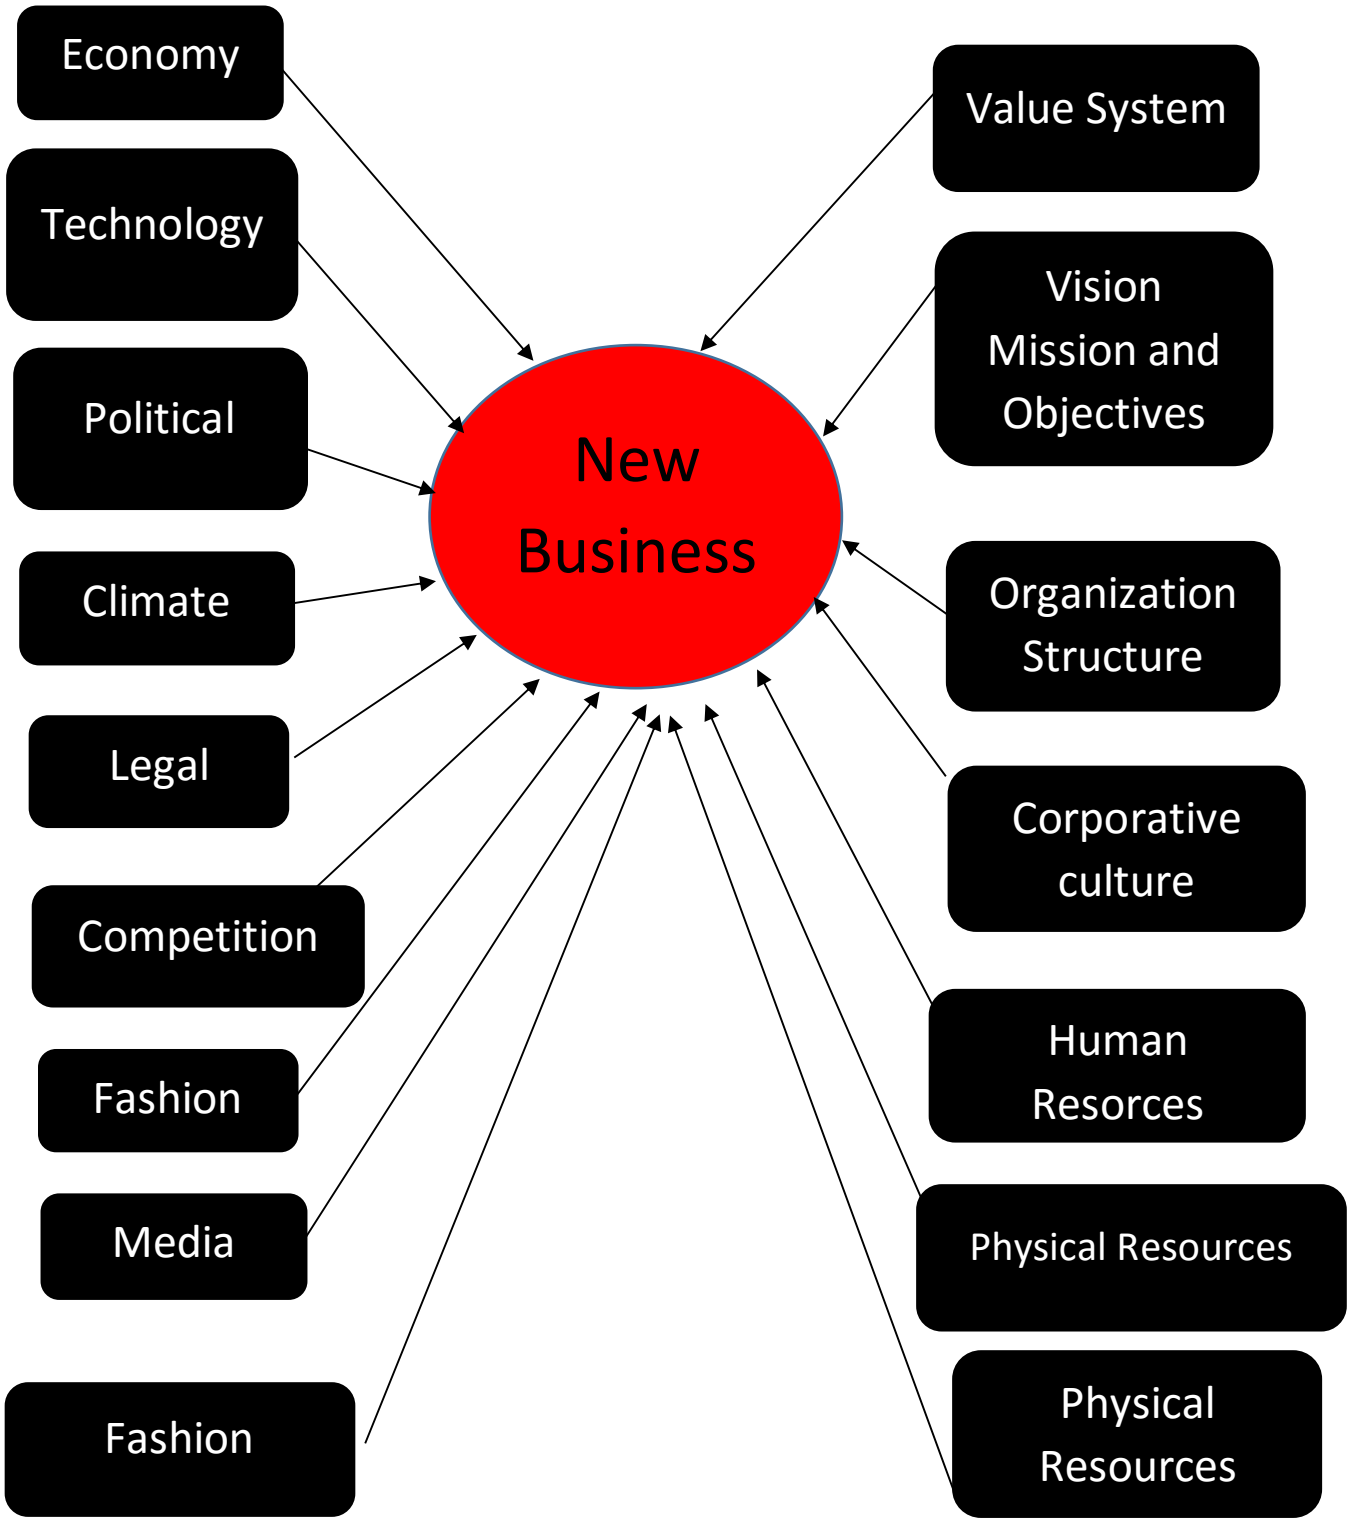 Economy
Technology
Political
Climate
Legal
Competition
Fashion
Media
Fashion
New
Business
Value System
Vision
Mission and
Objectives
Organization
Structure
Corporative
culture
Human
Resorces
Physical Resources
Physical
Resources